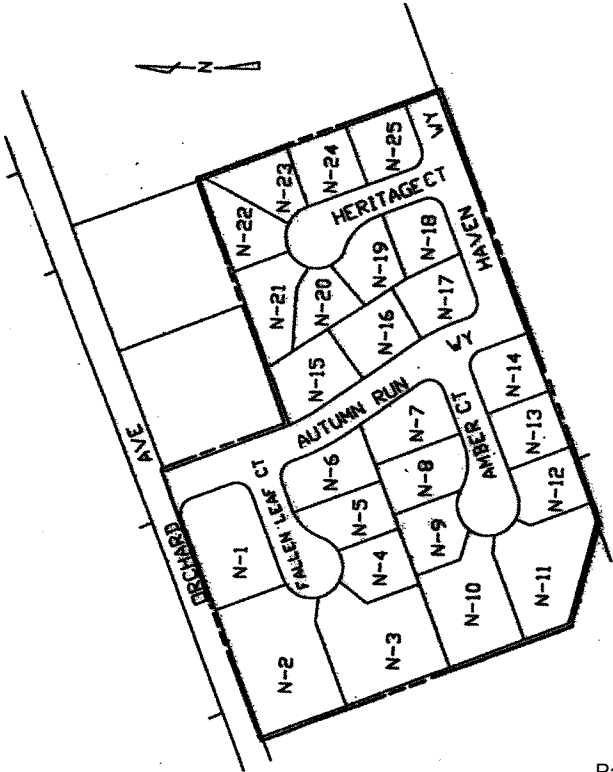 N
AVE
ORCHARD
N-22
N-23
N-24
N-25
WY
HERITAGE CT
HAVEN
N-21
N-20
N-19
N-18
N-15
N-16
N-17
WY
AUTUMN RUN
N-14
N-7
AMBER CT
N-13
N-6
N-8
N-12
FALLEN LEAF CT
N-5
N-9
N-1
N-4
N-10
N-11
N-2
N-3